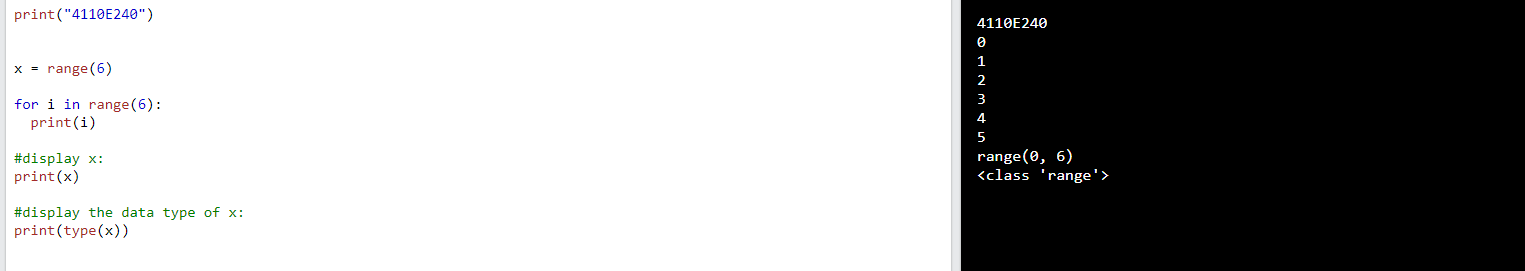 print("4110E240")
x = range(6)
for i in range(6):
  print(i)
#display x:
print(x)
#display the data type of x:
print(type(x))
4110E240
0
1
2
3
4
5
range(0, 6)
<class 'range'>